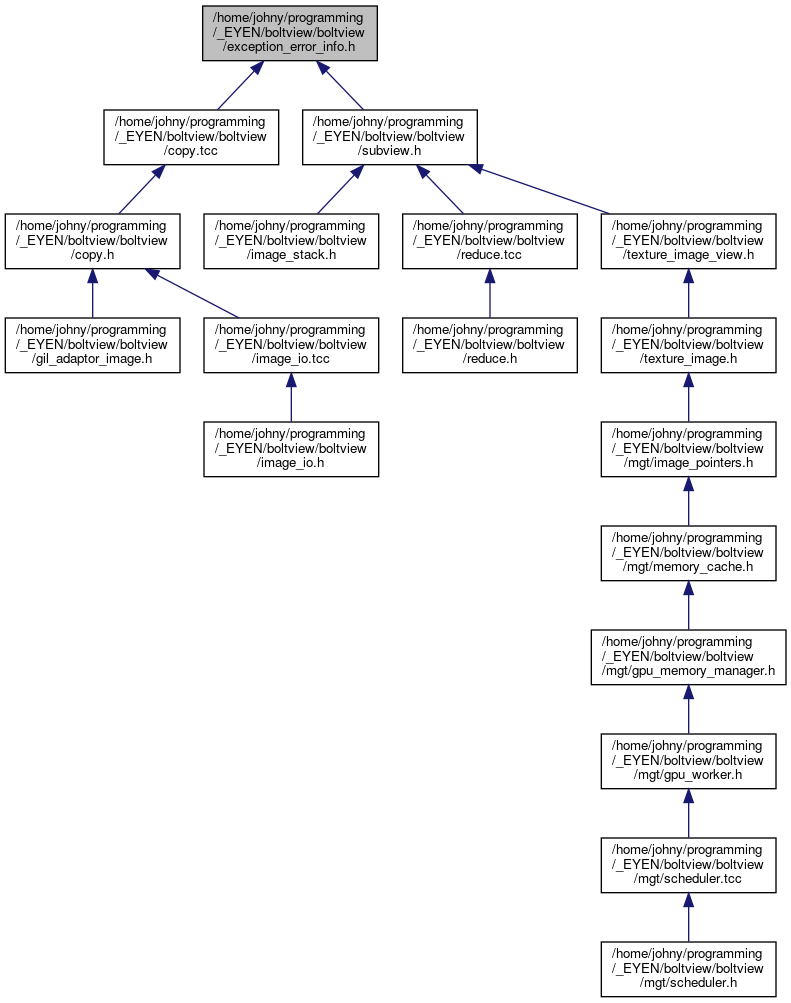 /home/johny/programming
/_EYEN/boltview/boltview
/exception_error_info.h
/home/johny/programming
/_EYEN/boltview/boltview
/copy.tcc
/home/johny/programming
/_EYEN/boltview/boltview
/subview.h
/home/johny/programming
/_EYEN/boltview/boltview
/copy.h
/home/johny/programming
/_EYEN/boltview/boltview
/image_stack.h
/home/johny/programming
/_EYEN/boltview/boltview
/reduce.tcc
/home/johny/programming
/_EYEN/boltview/boltview
/texture_image_view.h
/home/johny/programming
/_EYEN/boltview/boltview
/gil_adaptor_image.h
/home/johny/programming
/_EYEN/boltview/boltview
/image_io.tcc
/home/johny/programming
/_EYEN/boltview/boltview
/reduce.h
/home/johny/programming
/_EYEN/boltview/boltview
/texture_image.h
/home/johny/programming
/_EYEN/boltview/boltview
/image_io.h
/home/johny/programming
/_EYEN/boltview/boltview
/mgt/image_pointers.h
/home/johny/programming
/_EYEN/boltview/boltview
/mgt/memory_cache.h
/home/johny/programming
/_EYEN/boltview/boltview
/mgt/gpu_memory_manager.h
/home/johny/programming
/_EYEN/boltview/boltview
/mgt/gpu_worker.h
/home/johny/programming
/_EYEN/boltview/boltview
/mgt/scheduler.tcc
/home/johny/programming
/_EYEN/boltview/boltview
/mgt/scheduler.h